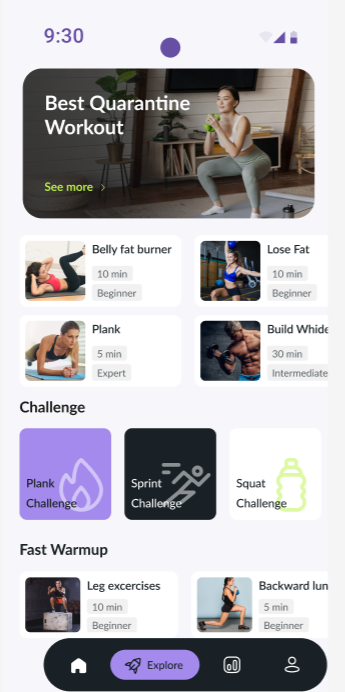 9:30
Best Quarantine
Workout
See more
Belly fat burner
10 min
Beginner
Lose Fat
10 min
Beginner
Plank
5 min
Expert
Build Whide
30 min
Intermediate
Challenge
Plank
Challenge
Sprint
Challenge
Squat
Challenge
Fast Warmup
Leg excercises
10 min
Beginner
Backward lun
5 min
Beginner
Explore